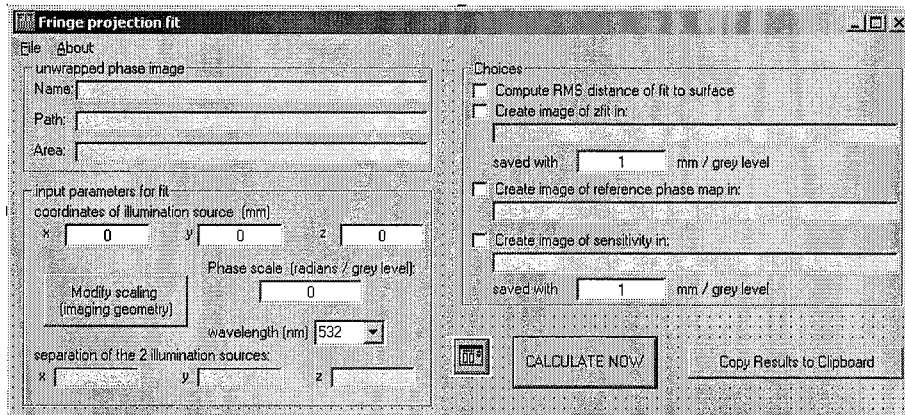 Fringe projection fit
File About
unwrapped phase image
Name:
Path:
Area:
input parameters for fit
coordinates of illumination source (mm)
x 0 y 0 z 0
Modify scaling
(imaging geometry)
Phase scale (radians / grey level):
0
wavelength (nm) 532
separation of the 2 illumination sources:
x y z
Choices
Compute RMS distance of fit to surface
Create image of zfit in:
saved with 1 mm / grey level
Create image of reference phase map in:
Create image of sensitivity in:
saved with 1 mm / grey level
CALCULATE NOW
Copy Results to Clipboard